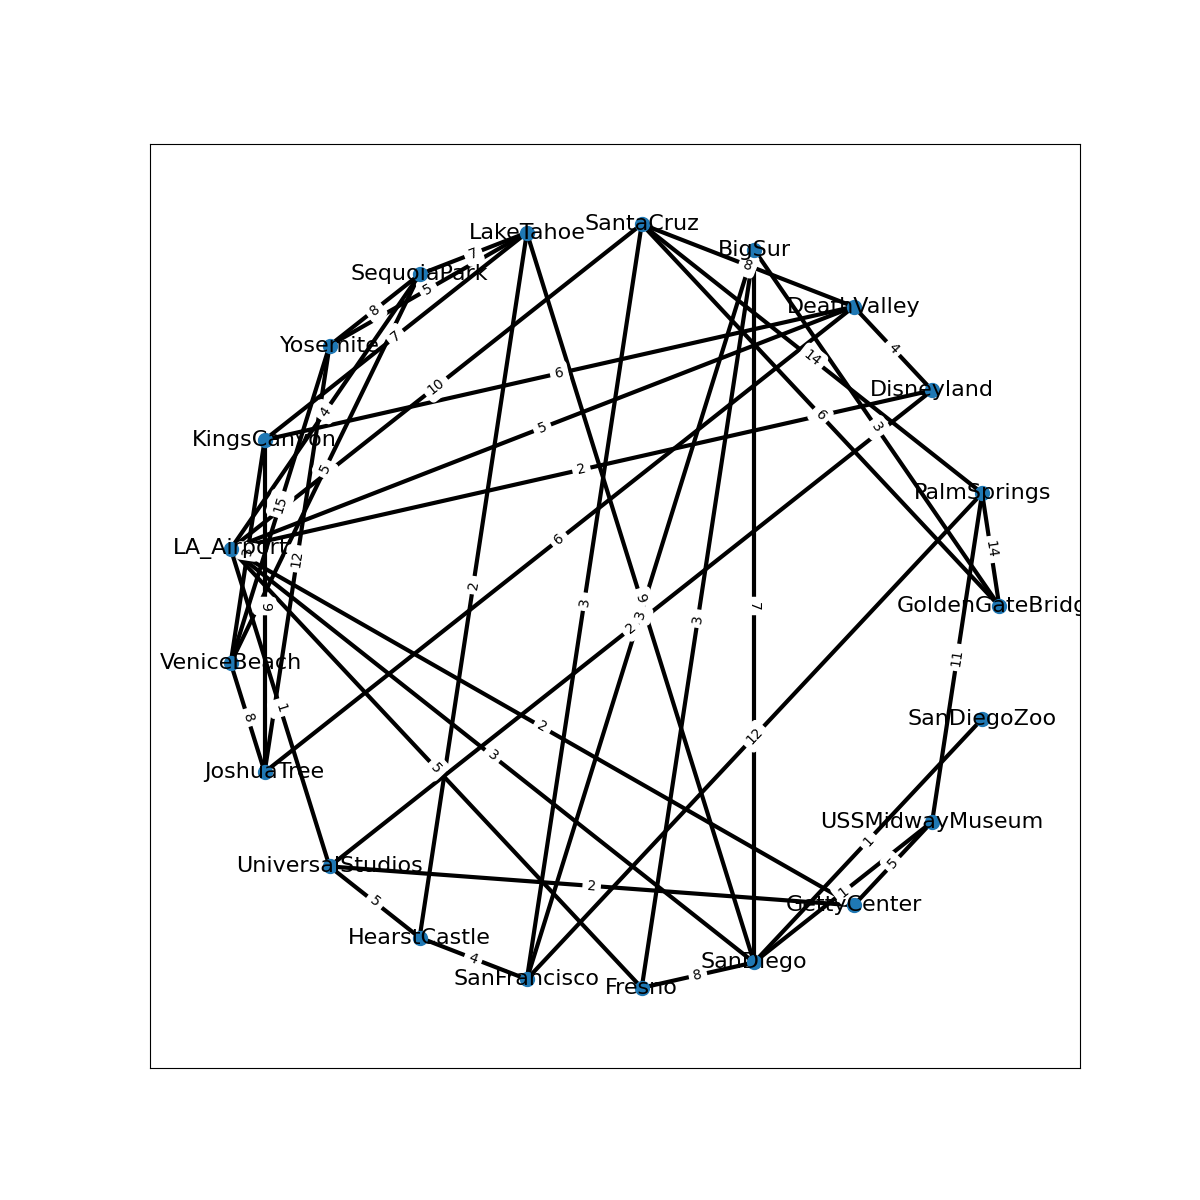 LakeTahoe
SantaCruz
BigSur
SequoiaPark
7
8
5
8
DeathValley
Yosemite
7
4
14
6
10
Disneyland
4
6
3
5
KingsCanyon
5
2
PalmSprings
15
LA_Airport
6
14
12
2
3
6
3
2
3
7
6
GoldenGateBridg
11
VeniceBeach
8
1
2
SanDiegoZoo
12
3
5
JoshuaTree
USSMidwayMuseum
1
5
UniversalStudios
2
1
5
GettyCenter
HearstCastle
4
SanFrancisco
8
SanDiego
Fresno